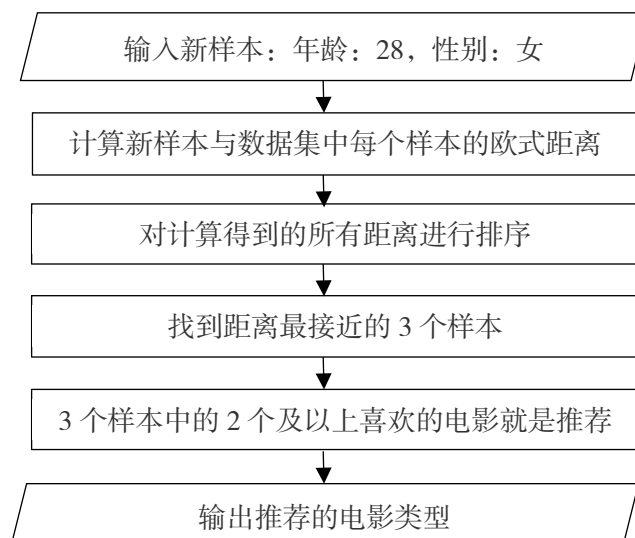 输入新样本：年龄：28，性别：女
计算新样本与数据集中每个样本的欧式距离
对计算得到的所有距离进行排序
找到距离最接近的 3 个样本
3 个样本中的 2 个及以上喜欢的电影就是推荐
输出推荐的电影类型